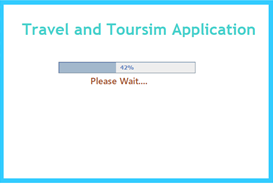 Travel and Toursim Application
42%
Please Wait....